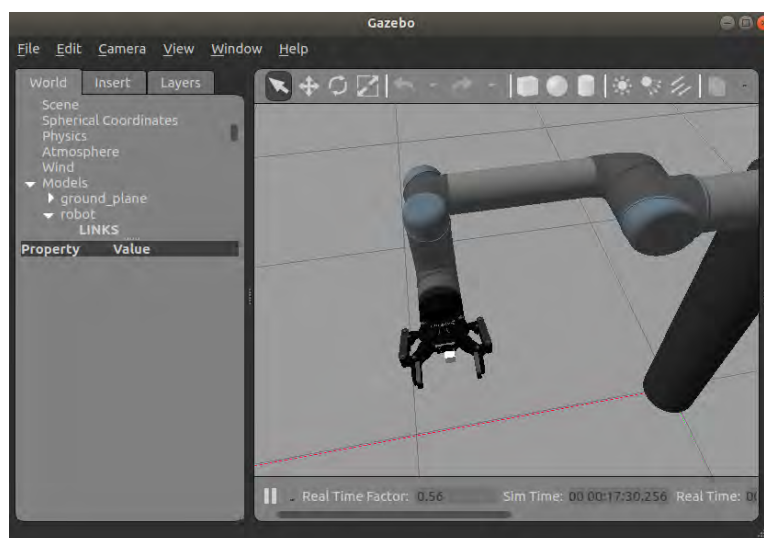 Gazebo
File Edit Camera View Window Help
World Insert Layers
Scene
Spherical Coordinates
Physics
Atmosphere
Wind
Models
ground_plane
robot
LINKS
Property Value
Real Time Factor: 0.56 Sim Time: 00 00:17:30.256 Real Time: